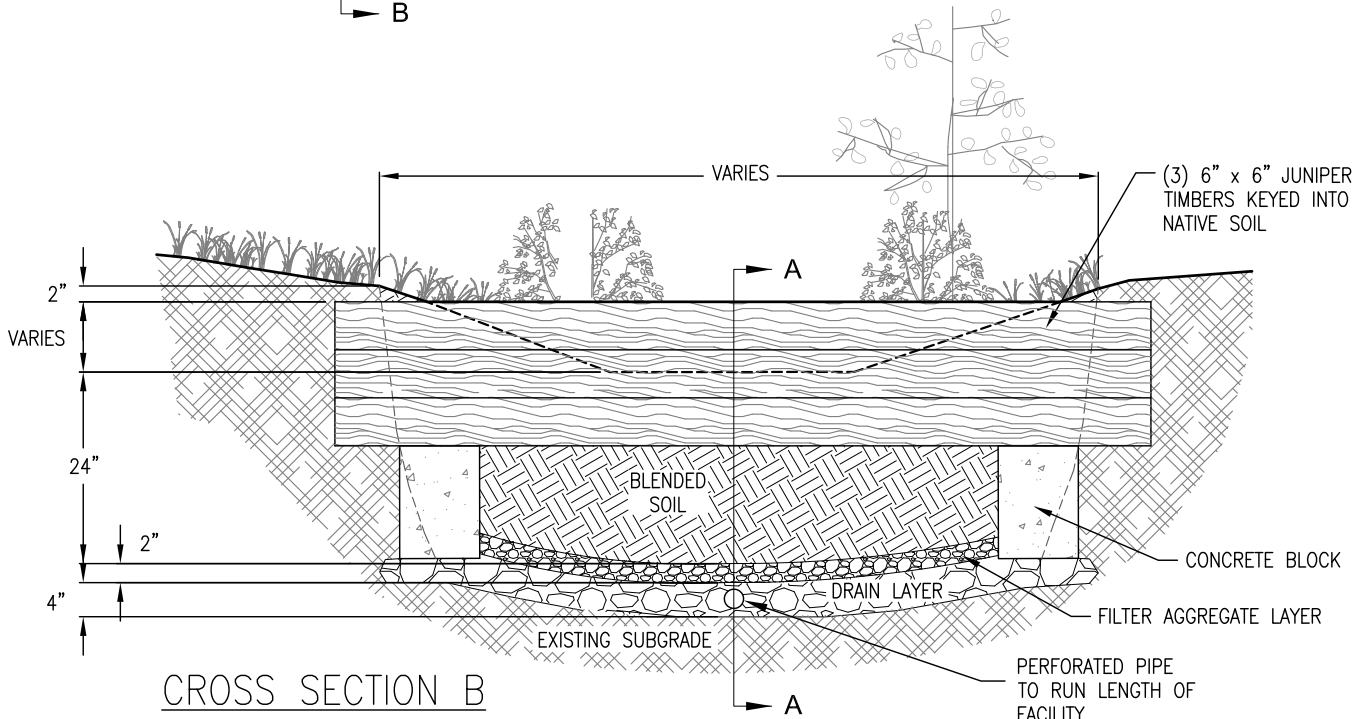 B
VARIES
(3) 6” x 6” JUNIPER
TIMBERS KEYED INTO
NATIVE SOIL
A
2”
VARIES
24”
BLENDED
SOIL
2”
CONCRETE BLOCK
DRAIN LAYER
4”
FILTER AGGREGATE LAYER
EXISTING SUBGRADE
PERFORATED PIPE
TO RUN LENGTH OF
FACILITY
CROSS SECTION B
A